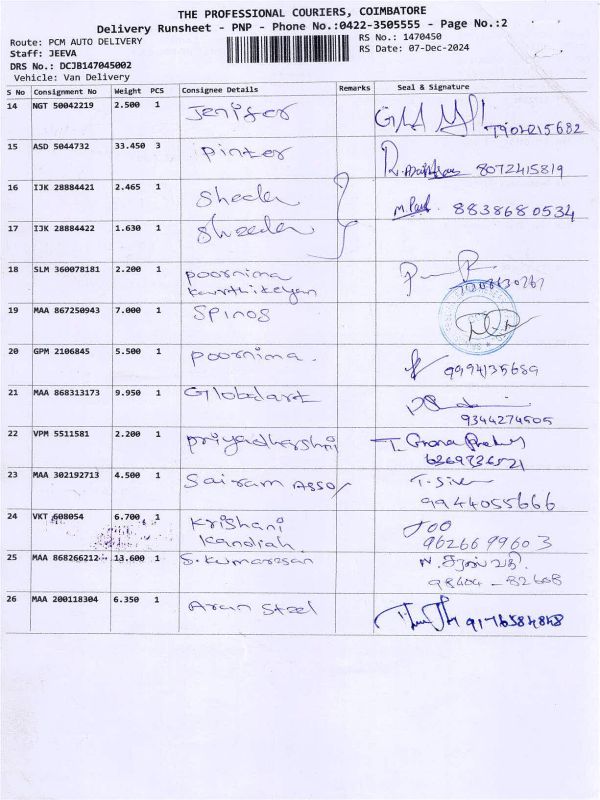 THE PROFESSIONAL COURIERS, COIMBATORE
Delivery Runsheet - PNP - Phone No.:0422-3505555 - Page No.:2
Route: PCM AUTO DELIVERY
RS No.: 1470450
Staff: JEEVA
RS Date: 07-Dec-2024
DRS No.: DCJB147045002
Vehicle: Van Delivery
S No Consignment No Weight PCS Consignee Details Remarks Seal & Signature
14 NGT 50042219 2.500 1 Jenifer
15 ASD 5044732 33.450 3 Pinter 8072415819
16 IJK 28884421 2.465 1 Sheeder 8838680534
17 IJK 28884422 1.630 1
18 SLM 360078181 2.200 1 poornima
Karthikeyan
19 MAA 867250943 7.000 1 Spinos
20 GPM 2106845 5.500 1 poornima. 9994135689
21 MAA 868313173 9.950 1 Globalart
9344274505
22 VPM 5511581 2.200 1 priyadharshni
23 MAA 302192713 4.500 1 Sairam ASSO T. Siva
9944055666
24 VKT 608054 6.700 1 Krishani
Kandiah. 9626699603
25 MAA 868266212 13.600 1 S. Kumaresan
98404 - 82668
26 MAA 200118304 6.350 1 Arun Steel 9176584848